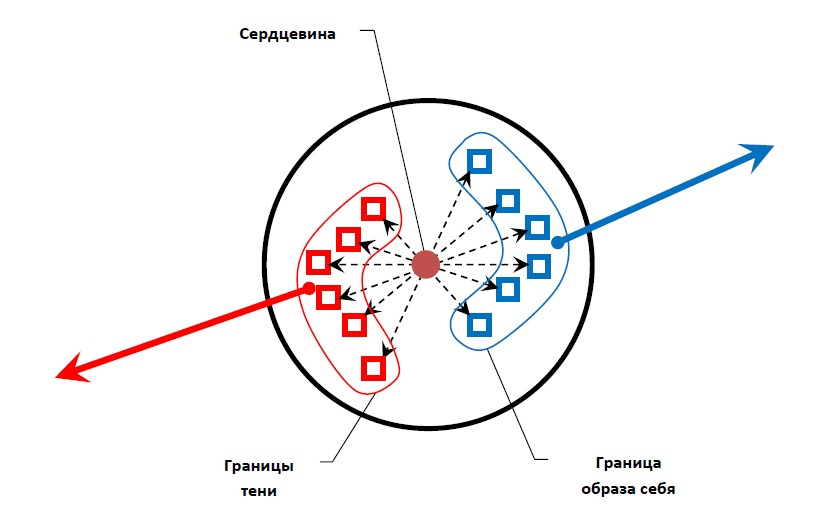 Сердцевина
Границы
тени
Граница
образа себя